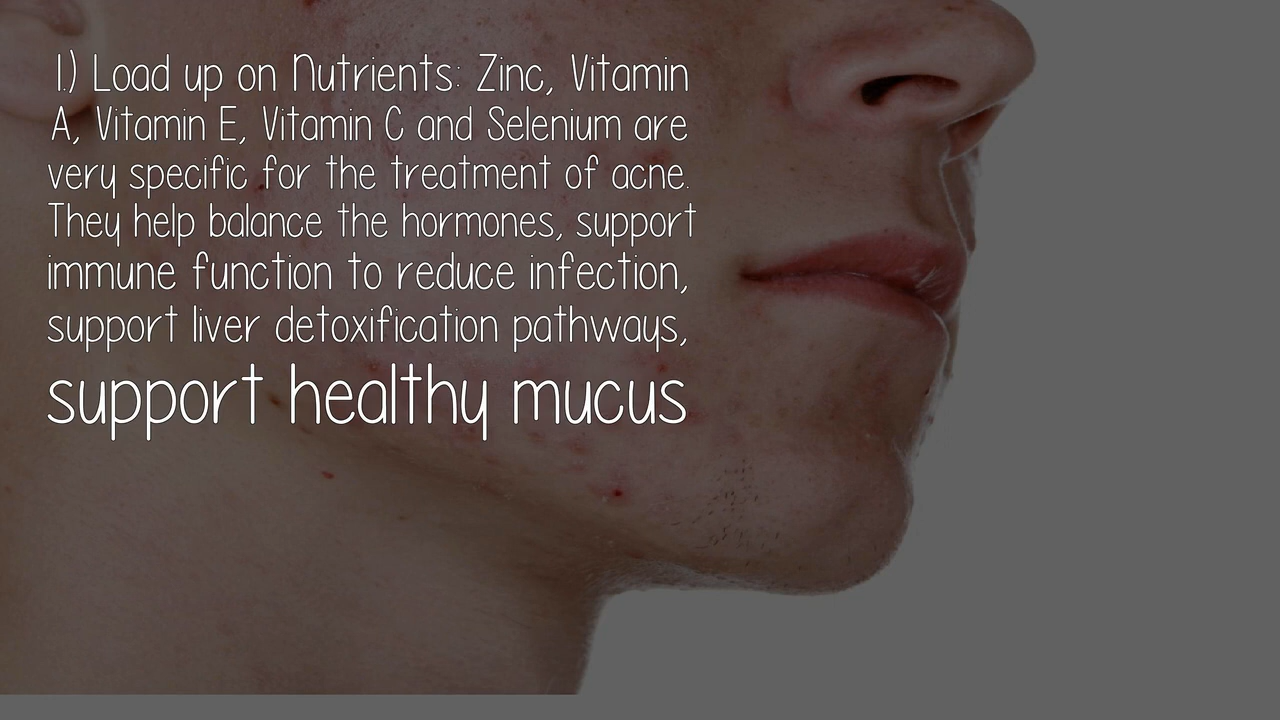 1.) Load up on Nutrients: Zinc, Vitamin
A, Vitamin E, Vitamin C and Selenium are
very specific for the treatment of acne.
They help balance the hormones, support
immune function to reduce infection,
support liver detoxification pathways,
support healthy mucus